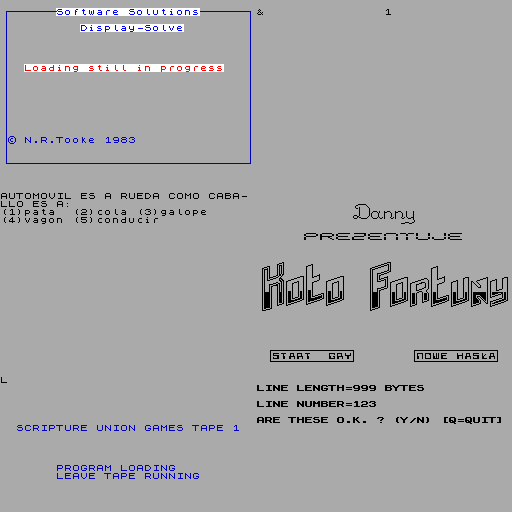 Software Solutions
Display-Solve
Loading still in progress
© N.R.Tooke 1983
& 1
AUTOMOVIL ES A RUEDA COMO CABA-
LLO ES A:
(1)pata (2)cola (3)galope
(4)vagon (5)conducir
Danny
PREZENTUJE
Koło Fortuny
START GRY
NOWE HASŁA
L
SCRIPTURE UNION GAMES TAPE 1
PROGRAM LOADING
LEAVE TAPE RUNNING
LINE LENGTH=999 BYTES
LINE NUMBER=123
ARE THESE O.K. ? (Y/N) [Q=QUIT]